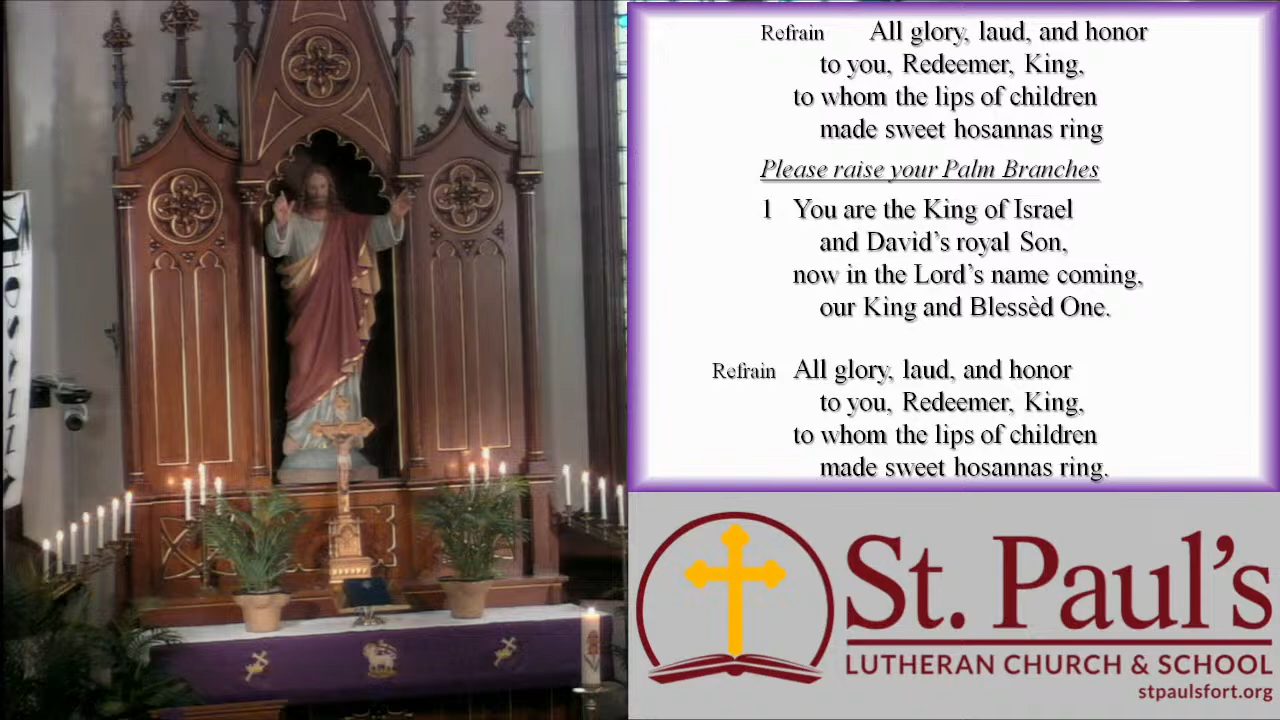 Refrain All glory, laud, and honor
to you, Redeemer, King,
to whom the lips of children
made sweet hosannas ring
Please raise your Palm Branches
1 You are the King of Israel
and David’s royal Son,
now in the Lord’s name coming,
our King and Blessèd One.
Refrain All glory, laud, and honor
to you, Redeemer, King,
to whom the lips of children
made sweet hosannas ring.
St. Paul’s
LUTHERAN CHURCH & SCHOOL
stpaulsfort.org